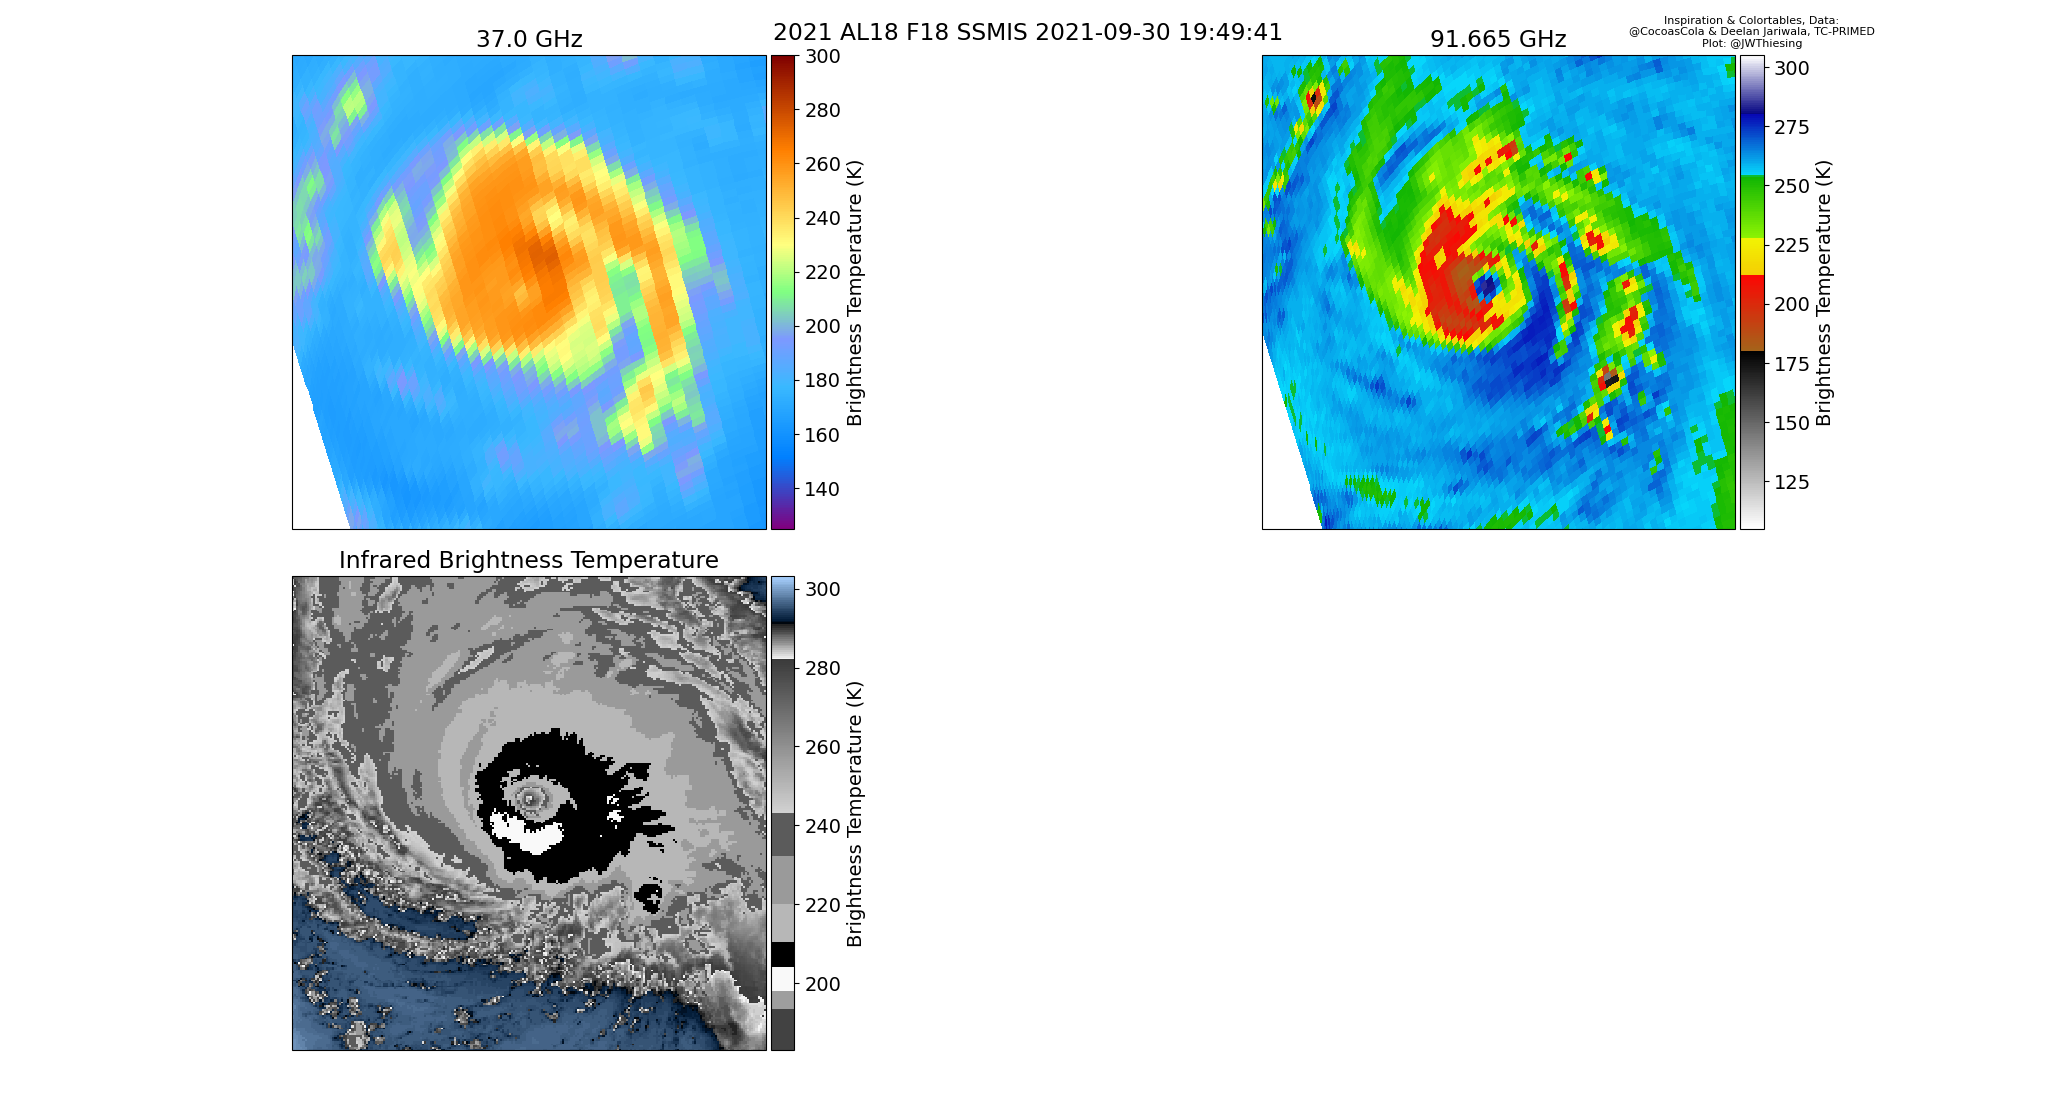 2021 AL18 F18 SSMIS 2021-09-30 19:49:41
Inspiration & Colortables, Data:
@CocoasCola & Deelan Jariwala, TC-PRIMED
Plot: @JWThiesing
37.0 GHz
300
280
260
240
220
200
180
160
140
Brightness Temperature (K)
91.665 GHz
300
275
250
225
200
175
150
125
Brightness Temperature (K)
Infrared Brightness Temperature
300
280
260
240
220
200
Brightness Temperature (K)